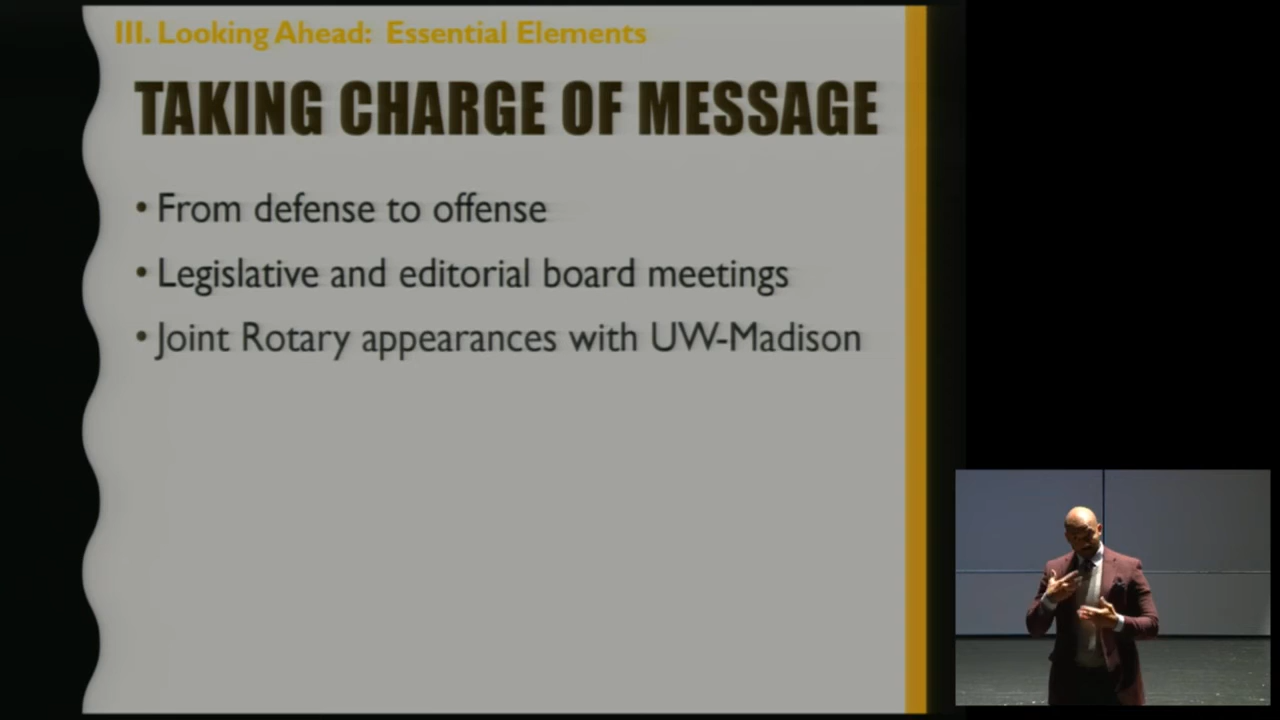 III. Looking Ahead: Essential Elements
TAKING CHARGE OF MESSAGE
• From defense to offense
• Legislative and editorial board meetings
• Joint Rotary appearances with UW-Madison